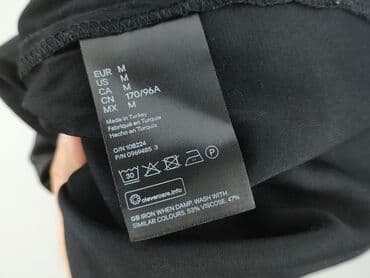 EUR M
US M
CA M
CN 170/96A
MX M
Made in Turkey
Fabriqué en Turquie
Hecho en Turquía
O/N 108224
P/N 0969485 3
30
P
clevercare.info
GB IRON WHEN DAMP. WASH WITH
SIMILAR COLOURS. 53% VISCOSE, 47%